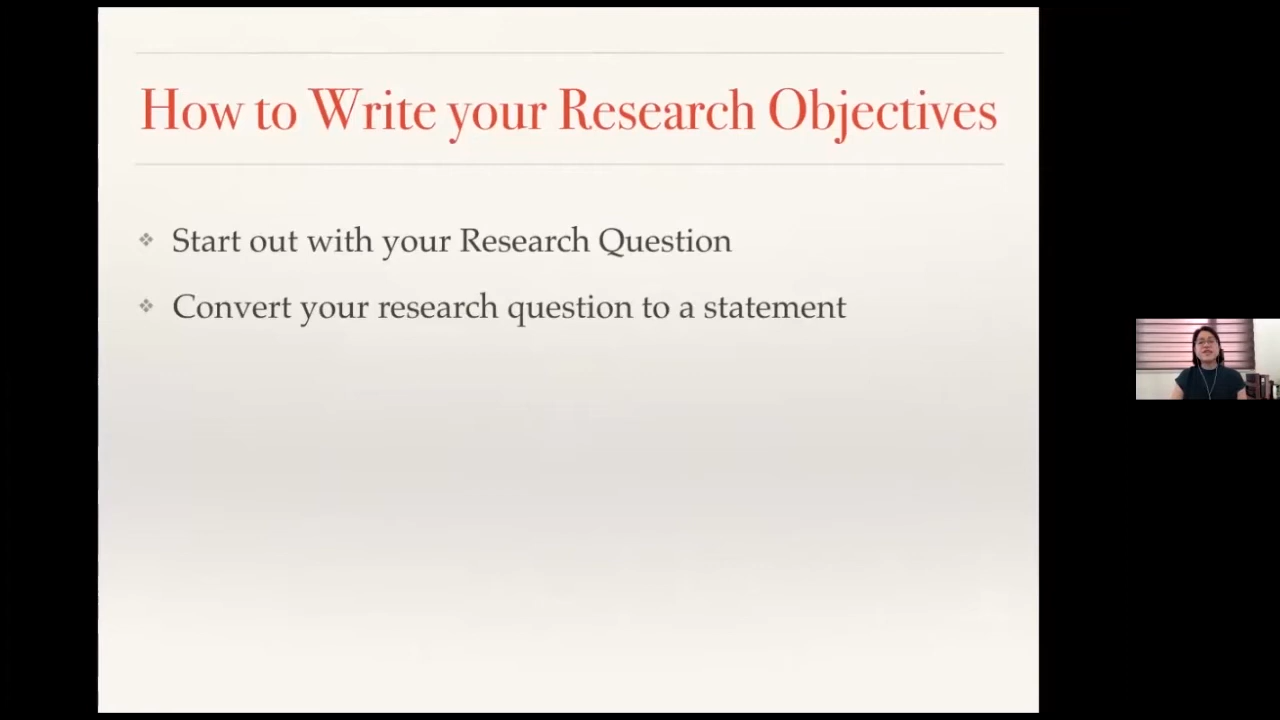 How to Write your Research Objectives
Start out with your Research Question
Convert your research question to a statement